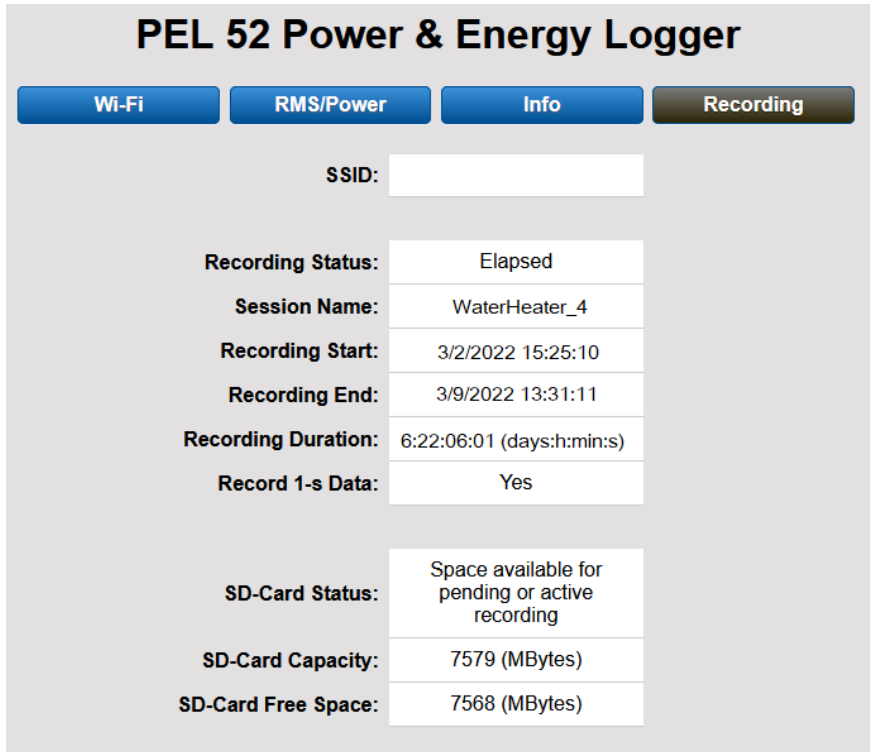 PEL 52 Power & Energy Logger
Wi-Fi RMS/Power Info Recording
SSID:
Recording Status: Elapsed
Session Name: WaterHeater_4
Recording Start: 3/2/2022 15:25:10
Recording End: 3/9/2022 13:31:11
Recording Duration: 6:22:06:01 (days:h:min:s)
Record 1-s Data: Yes
SD-Card Status: Space available for
pending or active
recording
SD-Card Capacity: 7579 (MBytes)
SD-Card Free Space: 7568 (MBytes)